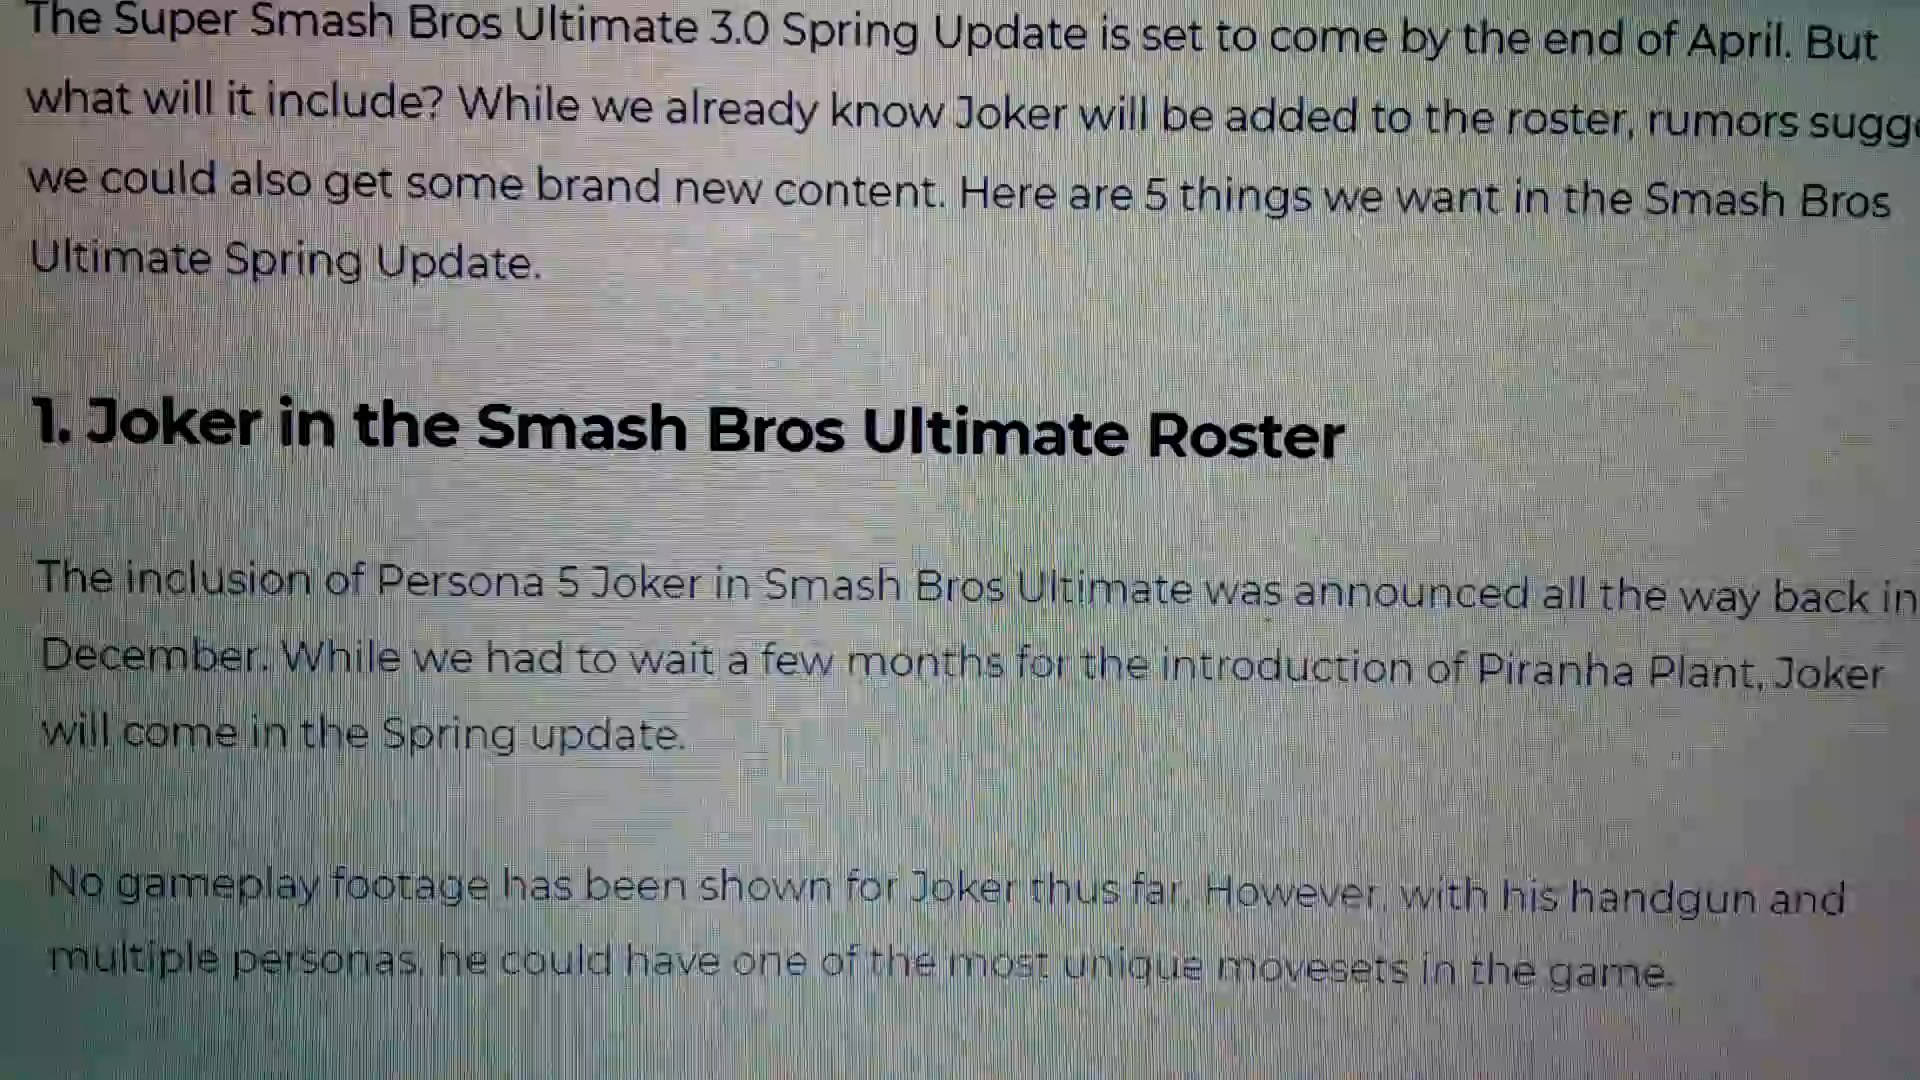 The Super Smash Bros Ultimate 3.0 Spring Update is set to come by the end of April. But
what will it include? While we already know Joker will be added to the roster, rumors sugge
we could also get some brand new content. Here are 5 things we want in the Smash Bros
Ultimate Spring Update.
1. Joker in the Smash Bros Ultimate Roster
The inclusion of Persona 5 Joker in Smash Bros Ultimate was announced all the way back in
December. While we had to wait a few months for the introduction of Piranha Plant, Joker
will come in the Spring update.
No gameplay footage has been shown for Joker thus far. However, with his handgun and
multiple personas, he could have one of the most unique movesets in the game.